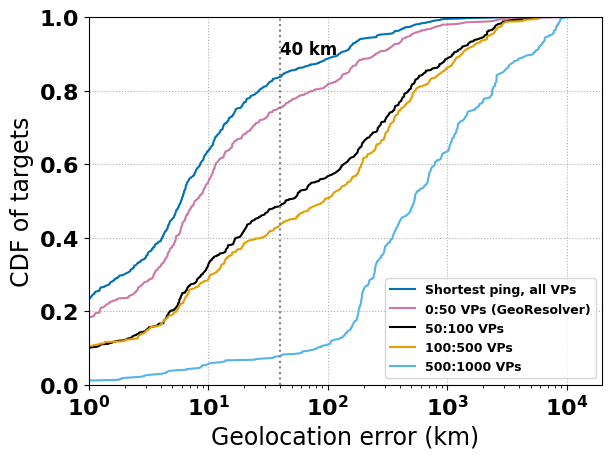 1.0
0.8
0.6
0.4
0.2
0.0
CDF of targets
40 km
Shortest ping, all VPs
0:50 VPs (GeoResolver)
50:100 VPs
100:500 VPs
500:1000 VPs
10⁰ 10¹ 10² 10³ 10⁴
Geolocation error (km)